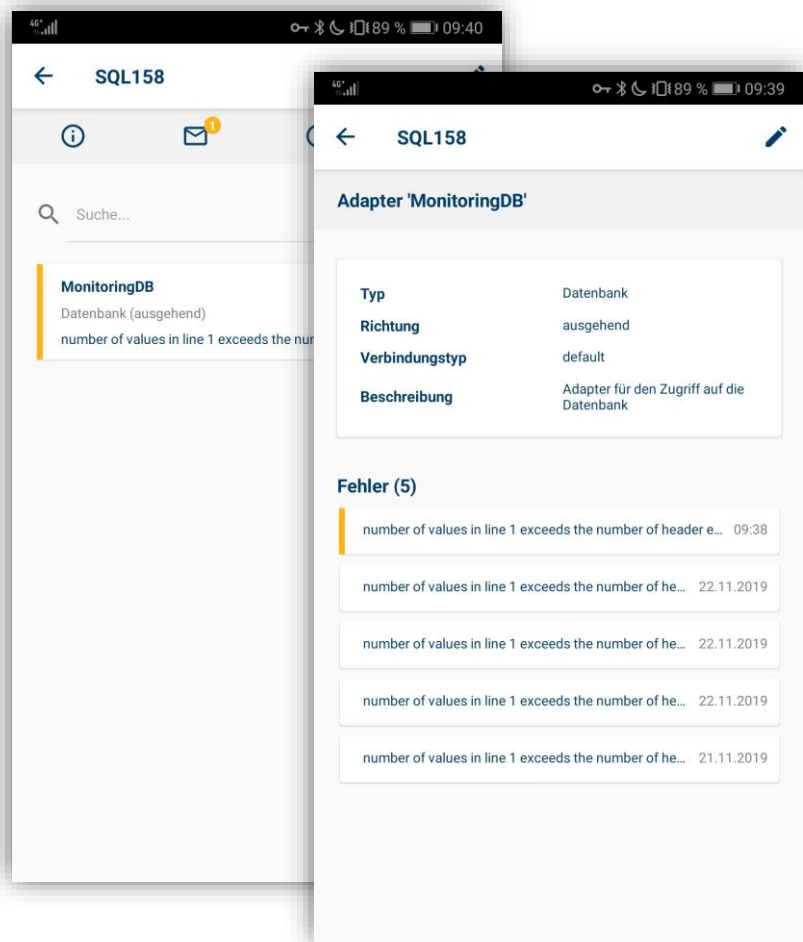 4G+
89 % 09:40
SQL158
1
Suche...
MonitoringDB
Datenbank (ausgehend)
number of values in line 1 exceeds the
4G+
89 % 09:39
SQL158
Adapter 'MonitoringDB'
Typ Datenbank
Richtung ausgehend
Verbindungstyp default
Beschreibung Adapter für den Zugriff auf die
Datenbank
Fehler (5)
number of values in line 1 exceeds the number of header e... 09:38
number of values in line 1 exceeds the number of he... 22.11.2019
number of values in line 1 exceeds the number of he... 22.11.2019
number of values in line 1 exceeds the number of he... 22.11.2019
number of values in line 1 exceeds the number of he... 21.11.2019